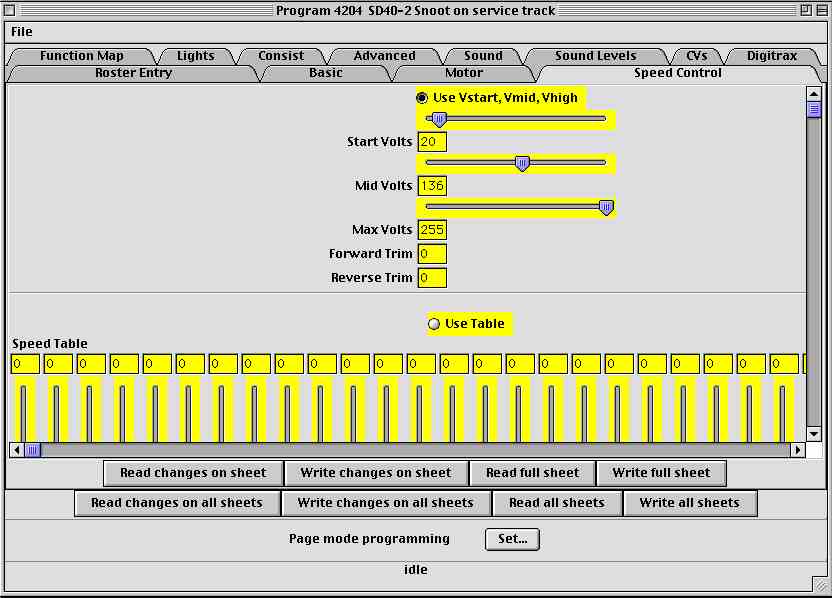 Program 4204 SD40-2 Snoot on service track
File
Function Map Lights Consist Advanced Sound Sound Levels CVs Digitrax
Roster Entry Basic Motor Speed Control
Use Vstart, Vmid, Vhigh
Start Volts 20
Mid Volts 136
Max Volts 255
Forward Trim 0
Reverse Trim 0
Use Table
Speed Table
0 0 0 0 0 0 0 0 0 0 0 0 0 0 0 0 0 0 0 0 0 0 0 0
Read changes on sheet Write changes on sheet Read full sheet Write full sheet
Read changes on all sheets Write changes on all sheets Read all sheets Write all sheets
Page mode programming Set...
idle